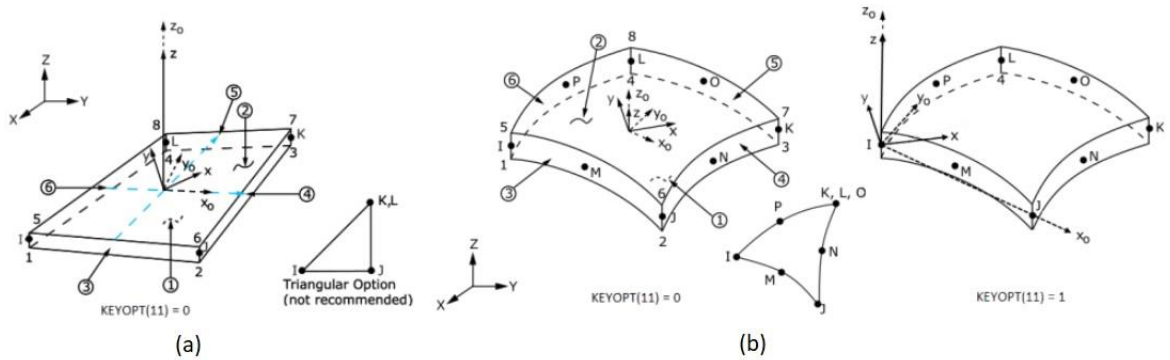 z₀
z
Z
Y
X
8
L
4
y
y₀
x
x₀
5
2
7
K
3
6
4
5
I
1
6
J
2
3
1
K,L
I
J
Triangular Option
(not recommended)
KEYOPT(11) = 0
(a)
8
2
L
4
P
O
5
6
z₀
z
y
y₀
x
x₀
7
K
3
5
I
1
M
N
4
3
6
J
2
1
K, L, O
P
I
N
M
J
Z
Y
X
KEYOPT(11) = 0
(b)
z₀
z
L
P
O
y
y₀
x
I
K
M
N
J
x₀
KEYOPT(11) = 1